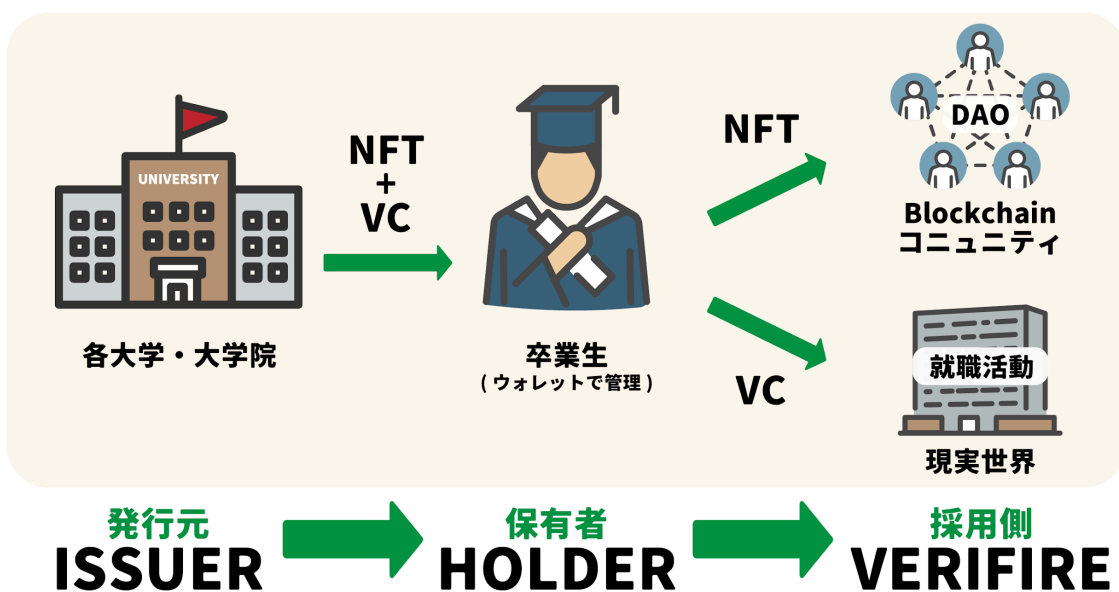 UNIVERSITY
各大学・大学院
NFT
+
VC
卒業生
(ウォレットで管理)
NFT
DAO
Blockchain
コニュニティ
VC
就職活動
現実世界
発行元
ISSUER
保有者
HOLDER
採用側
VERIFIRE